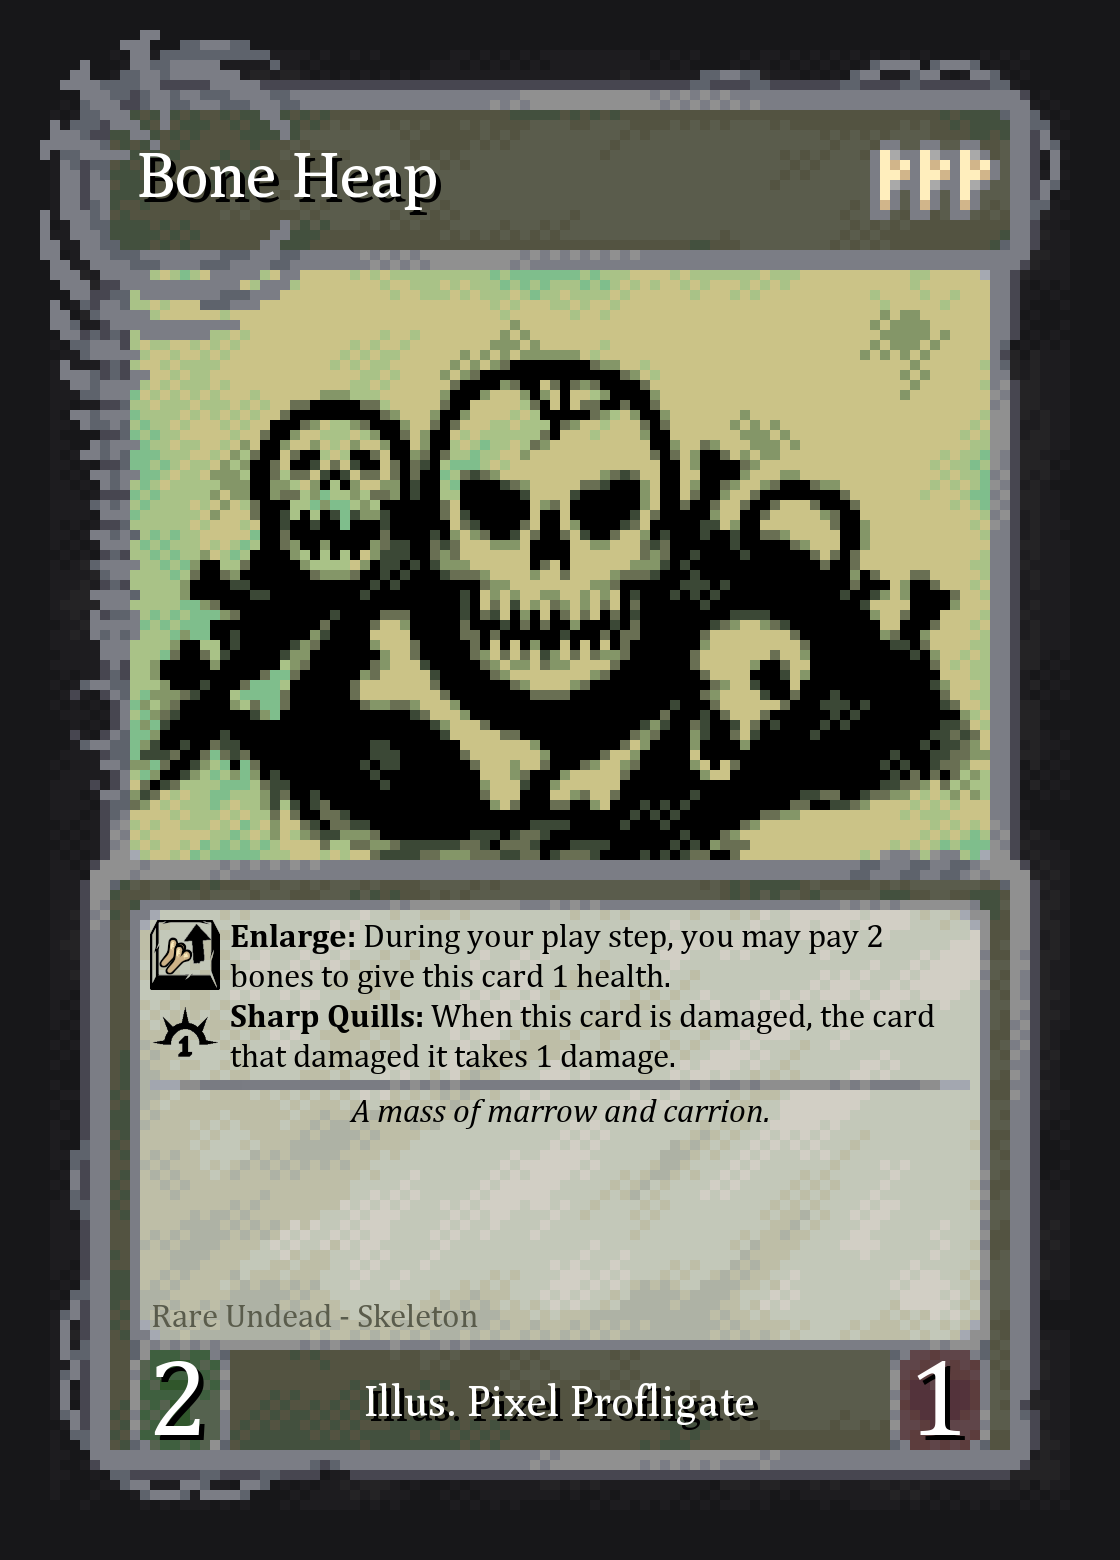 Bone Heap
Enlarge: During your play step, you may pay 2
bones to give this card 1 health.
1
Sharp Quills: When this card is damaged, the card
that damaged it takes 1 damage.
A mass of marrow and carrion.
Rare Undead - Skeleton
2
Illus. Pixel Profligate
1